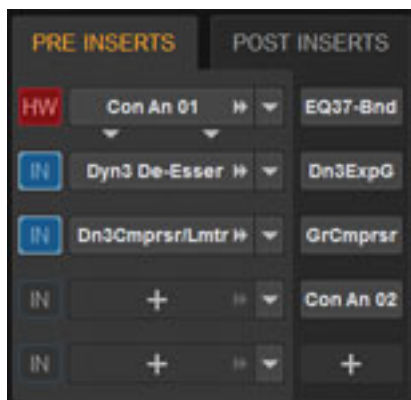 PRE INSERTS POST INSERTS
HW Con An 01 EQ37-Bnd
IN Dyn3 De-Esser Dn3ExpG
IN Dn3Cmprsr/Lmtr GrCmprsr
IN + Con An 02
IN + +